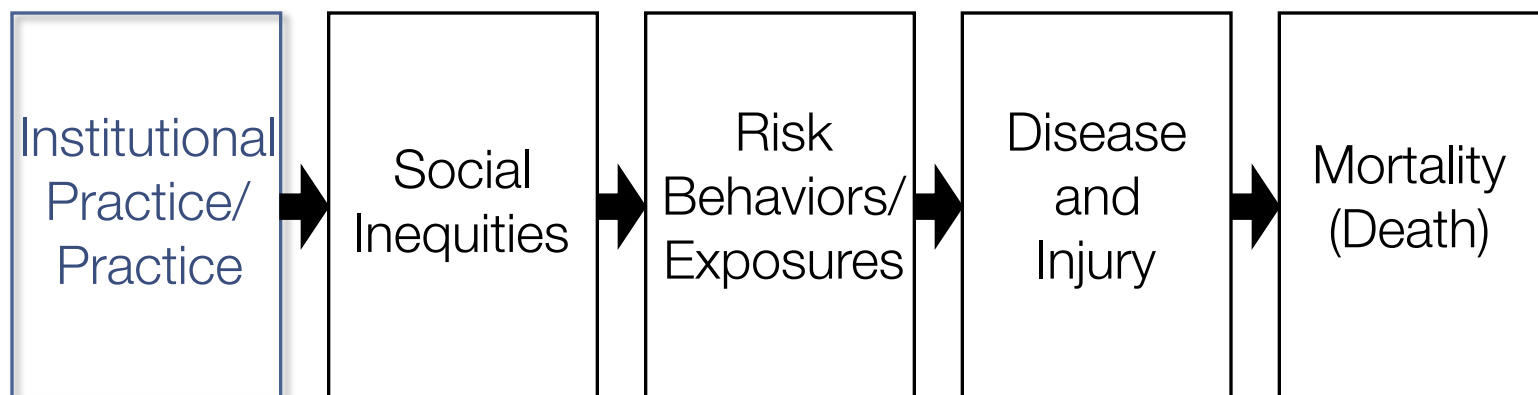 Institutional
Practice/
Practice
Social
Inequities
Risk
Behaviors/
Exposures
Disease
and
Injury
Mortality
(Death)